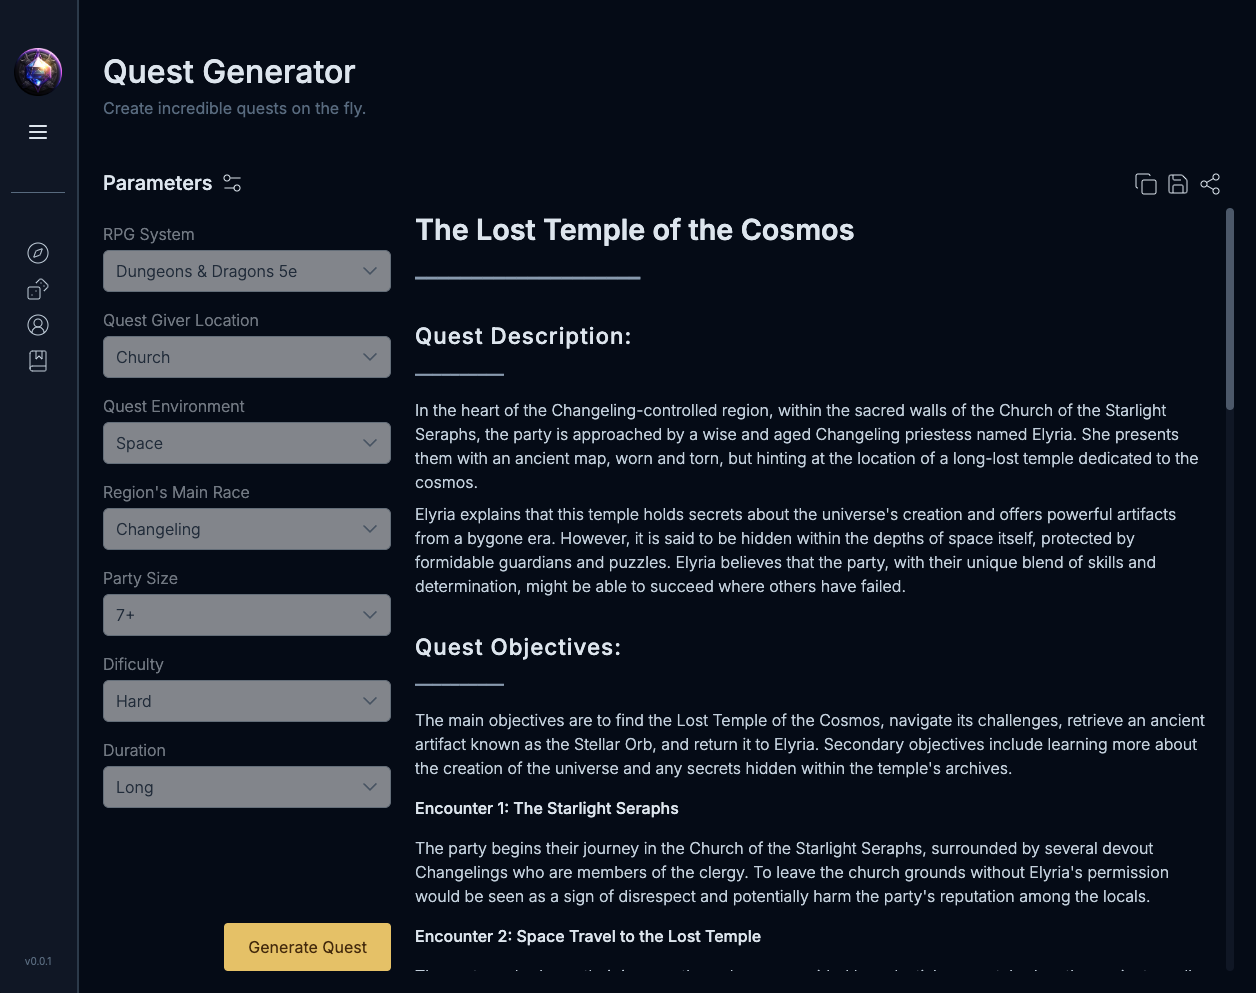 Quest Generator
Create incredible quests on the fly.
Parameters
RPG System
Dungeons & Dragons 5e
Quest Giver Location
Church
Quest Environment
Space
Region's Main Race
Changeling
Party Size
7+
Dificulty
Hard
Duration
Long
Generate Quest
v0.0.1
The Lost Temple of the Cosmos
Quest Description:
In the heart of the Changeling-controlled region, within the sacred walls of the Church of the Starlight
Seraphs, the party is approached by a wise and aged Changeling priestess named Elyria. She presents
them with an ancient map, worn and torn, but hinting at the location of a long-lost temple dedicated to the
cosmos.
Elyria explains that this temple holds secrets about the universe's creation and offers powerful artifacts
from a bygone era. However, it is said to be hidden within the depths of space itself, protected by
formidable guardians and puzzles. Elyria believes that the party, with their unique blend of skills and
determination, might be able to succeed where others have failed.
Quest Objectives:
The main objectives are to find the Lost Temple of the Cosmos, navigate its challenges, retrieve an ancient
artifact known as the Stellar Orb, and return it to Elyria. Secondary objectives include learning more about
the creation of the universe and any secrets hidden within the temple's archives.
Encounter 1: The Starlight Seraphs
The party begins their journey in the Church of the Starlight Seraphs, surrounded by several devout
Changelings who are members of the clergy. To leave the church grounds without Elyria's permission
would be seen as a sign of disrespect and potentially harm the party's reputation among the locals.
Encounter 2: Space Travel to the Lost Temple